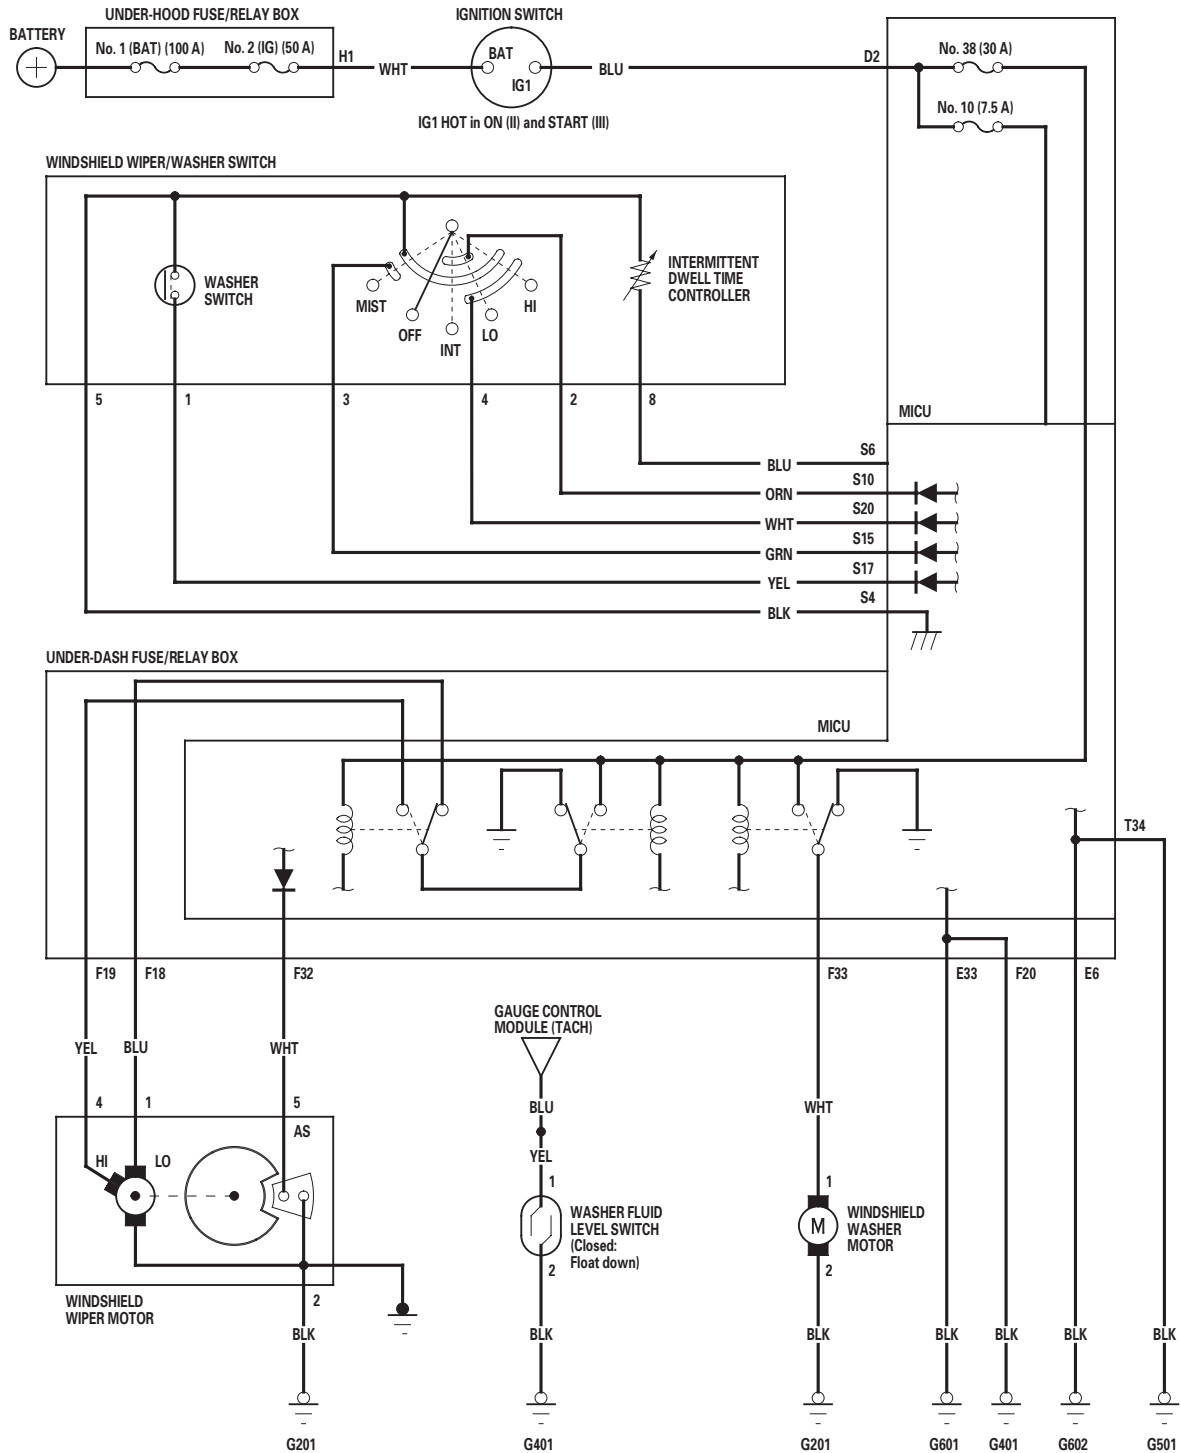 UNDER-HOOD FUSE/RELAY BOX
IGNITION SWITCH
BATTERY
No. 1 (BAT) (100 A)
No. 2 (IG) (50 A)
H1
WHT
BAT
IG1
BLU
D2
No. 38 (30 A)
No. 10 (7.5 A)
IG1 HOT in ON (II) and START (III)
WINDSHIELD WIPER/WASHER SWITCH
WASHER
SWITCH
MIST
OFF
INT
LO
HI
INTERMITTENT
DWELL TIME
CONTROLLER
5
1
3
4
2
8
MICU
BLU
S6
ORN
S10
WHT
S20
GRN
S15
YEL
S17
BLK
S4
UNDER-DASH FUSE/RELAY BOX
MICU
T34
F19
F18
F32
F33
E33
F20
E6
GAUGE CONTROL
MODULE (TACH)
YEL
BLU
WHT
4
1
5
AS
HI
LO
BLU
YEL
1
WASHER FLUID
LEVEL SWITCH
(Closed:
Float down)
2
WHT
1
M
WINDSHIELD
WASHER
MOTOR
2
WINDSHIELD
WIPER MOTOR
2
BLK
BLK
BLK
BLK
BLK
BLK
BLK
G201
G401
G201
G601
G401
G602
G501